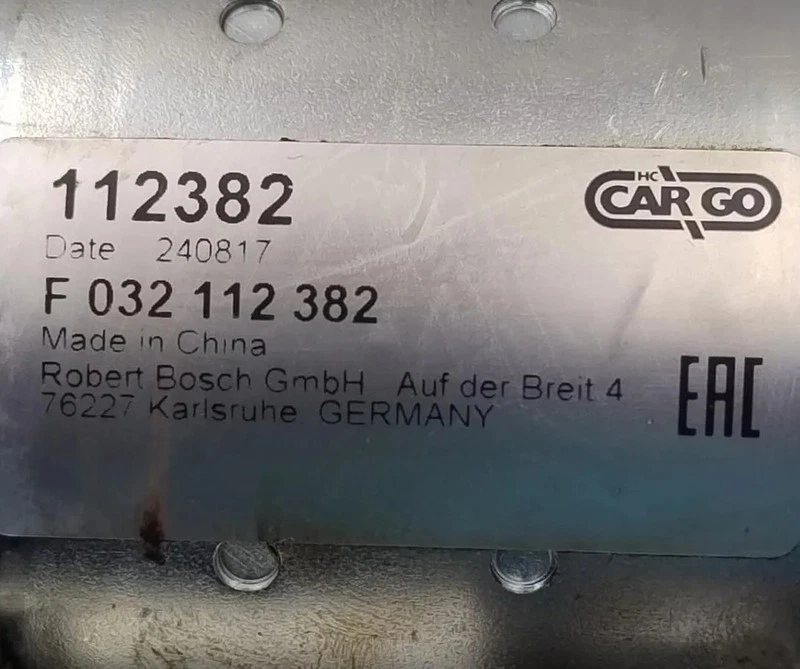 112382
HC
CARGO
Date 240817
F 032 112 382
Made in China
Robert Bosch GmbH Auf der Breit 4
76227 Karlsruhe GERMANY
EAC